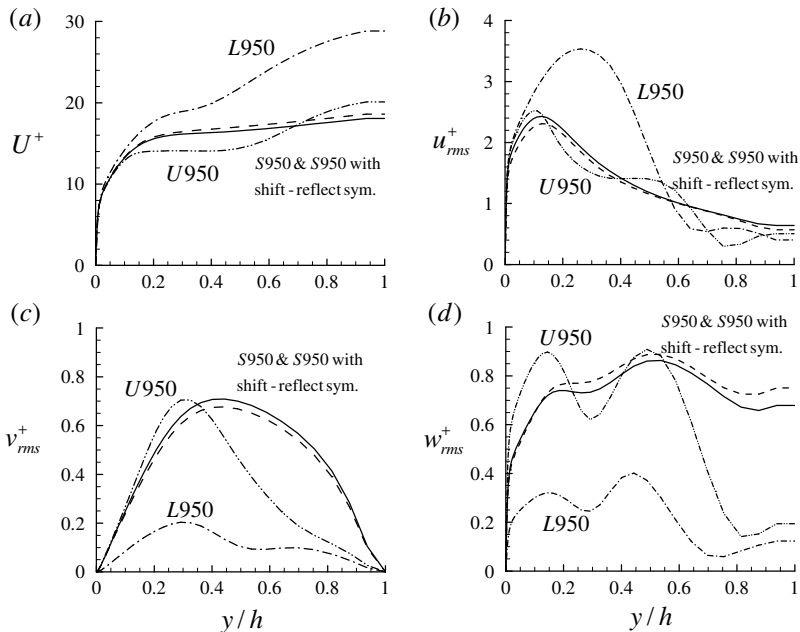 (a)
30
20
10
0
U+
L950
U950
S950 & S950 with
shift - reflect sym.
0 0.2 0.4 0.6 0.8 1
(b)
4
3
2
1
0
u+rms
L950
U950
S950 & S950 with
shift - reflect sym.
0 0.2 0.4 0.6 0.8 1
(c)
1
0.8
0.6
0.4
0.2
0
v+rms
S950 & S950 with
shift - reflect sym.
U950
L950
0 0.2 0.4 0.6 0.8 1
y / h
(d)
1
0.8
0.6
0.4
0.2
0
w+rms
S950 & S950 with
shift - reflect sym.
U950
L950
0 0.2 0.4 0.6 0.8 1
y / h